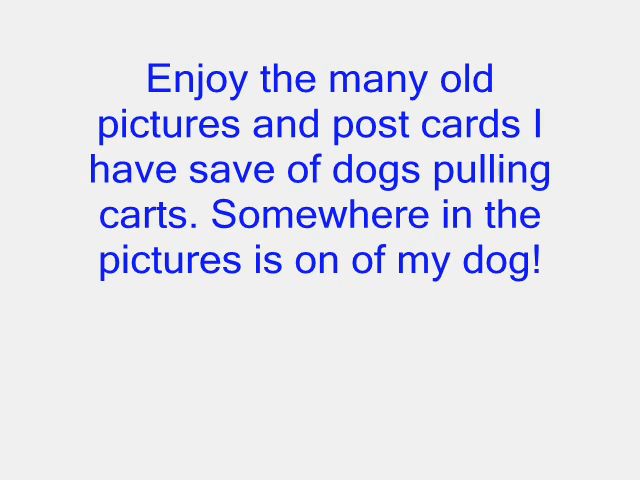 Enjoy the many old
pictures and post cards I
have save of dogs pulling
carts. Somewhere in the
pictures is on of my dog!